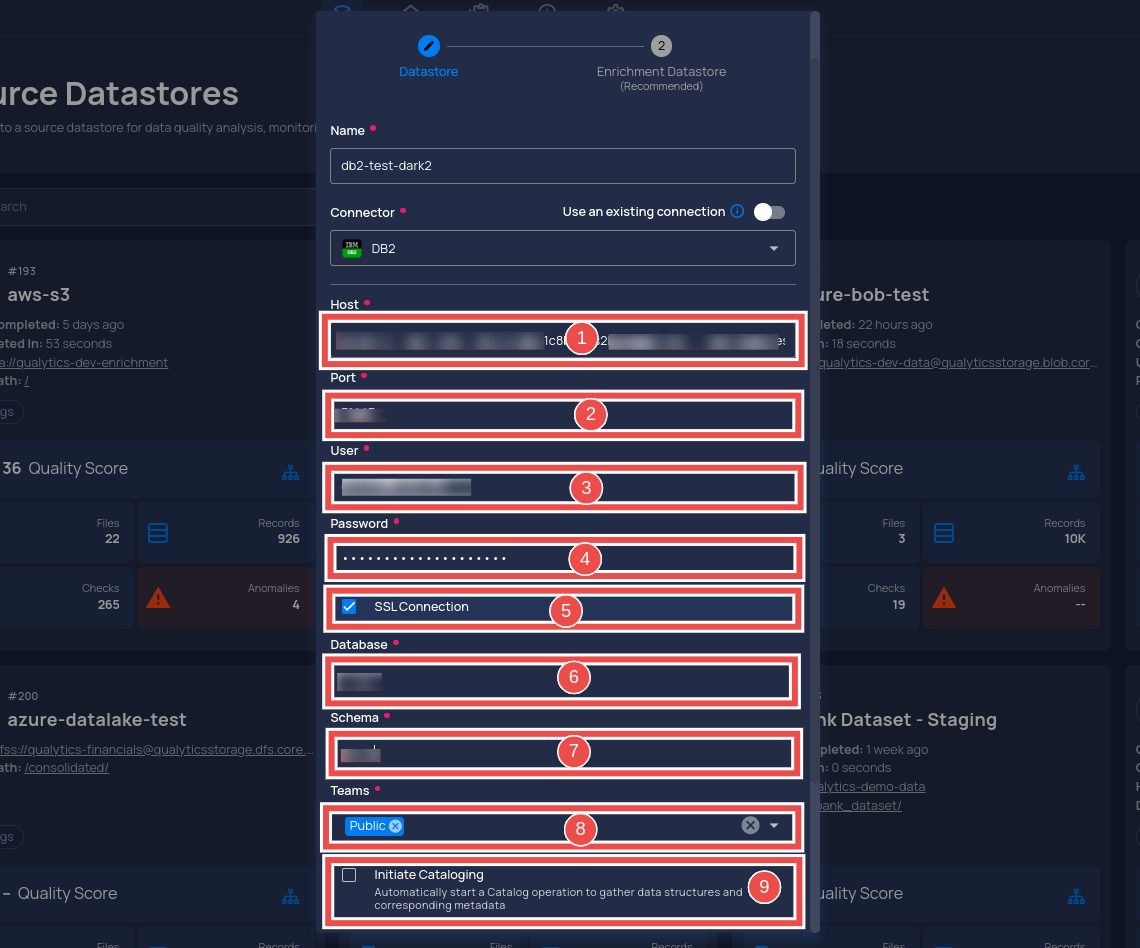 2
Datastore
Enrichment Datastore
(Recommended)
urce Datastores
to a source datastore for data quality analysis, monitori
Name
db2-test-dark2
arch
Connector
Use an existing connection
IBM
DB2
DB2
#193
aws-s3
ompleted: 5 days ago
eted In: 53 seconds
a://qualytics-dev-enrichment
ath: /
gs
36 Quality Score
Files
22
Records
926
Checks
265
Anomalies
4
#200
azure-datalake-test
fss://qualytics-financials@qualyticsstorage.dfs.core,...
ath: /consolidated/
gs
– Quality Score
Files
Records
Host
1
Port
2
User
3
Password
4
SSL Connection
5
Database
6
Schema
7
Teams
Public
8
Initiate Cataloging
Automatically start a Catalog operation to gather data structures and
corresponding metadata
9
ure-bob-test
leted: 22 hours ago
n: 18 seconds
qualytics-dev-data@qualyticsstorage.blob.cor...
uality Score
Files
3
Records
10K
Checks
19
Anomalies
--
nk Dataset - Staging
pleted: 1 week ago
n: 0 seconds
alytics-demo-data
bank_dataset/
uality Score
Files
Records